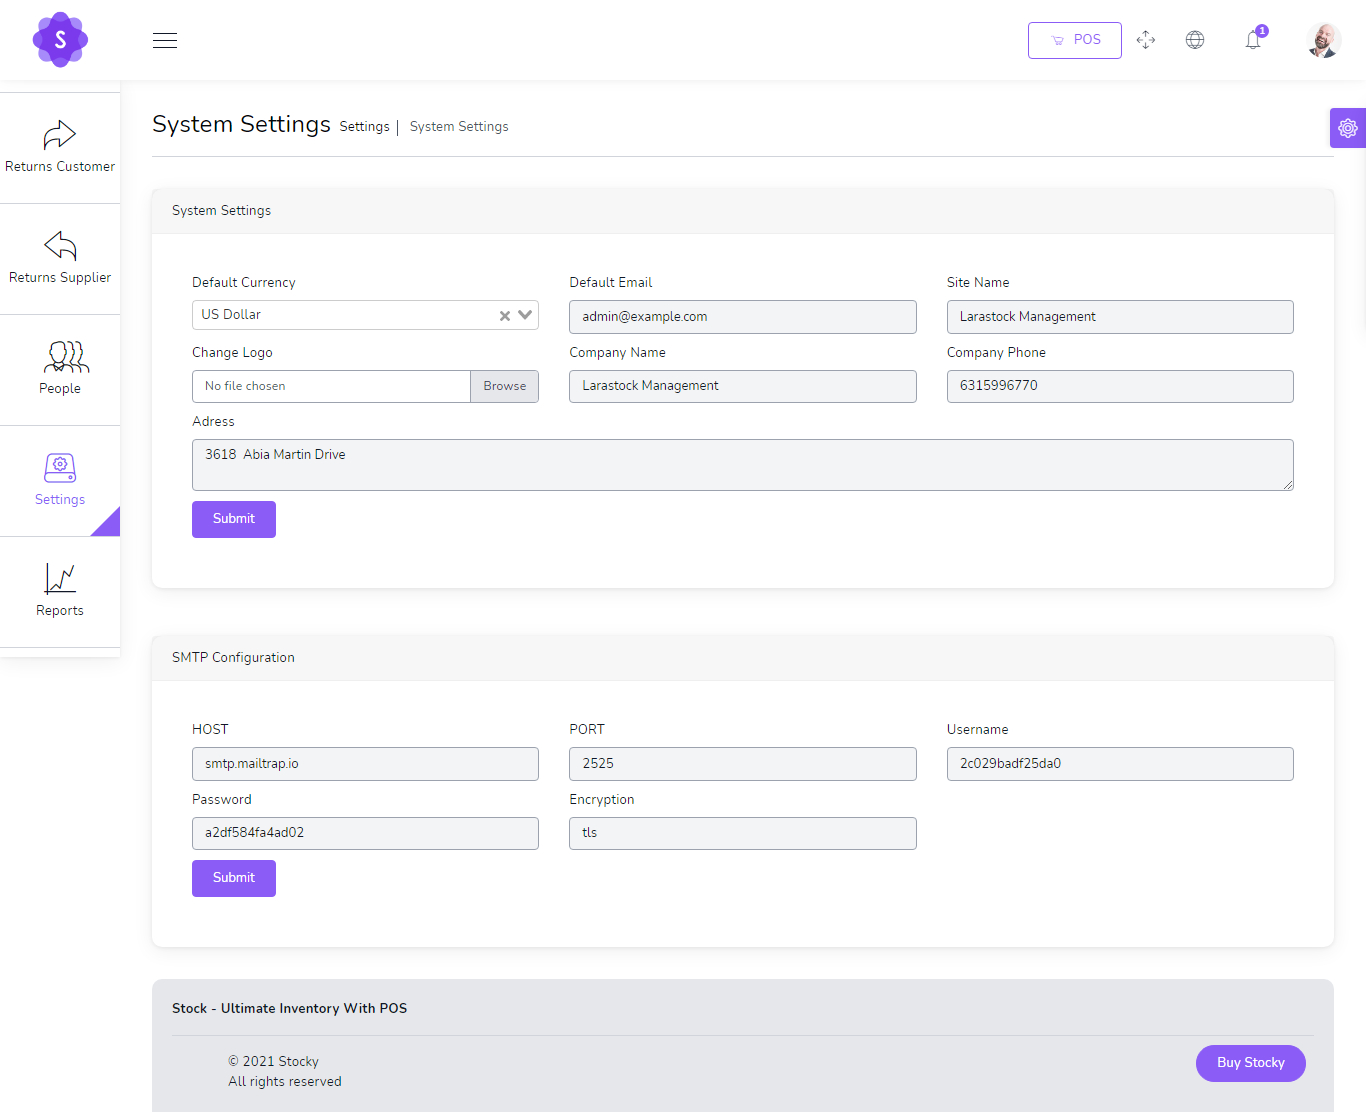 S
POS
1
Returns Customer
Returns Supplier
People
Settings
Reports
System Settings Settings | System Settings
System Settings
Default Currency Default Email Site Name
US Dollar admin@example.com Larastock Management
Change Logo Company Name Company Phone
No file chosen Browse Larastock Management 6315996770
Adress
3618  Abia Martin Drive
Submit
SMTP Configuration
HOST PORT Username
smtp.mailtrap.io 2525 2c029badf25da0
Password Encryption
a2df584fa4ad02 tls
Submit
Stock - Ultimate Inventory With POS
© 2021 Stocky
All rights reserved
Buy Stocky